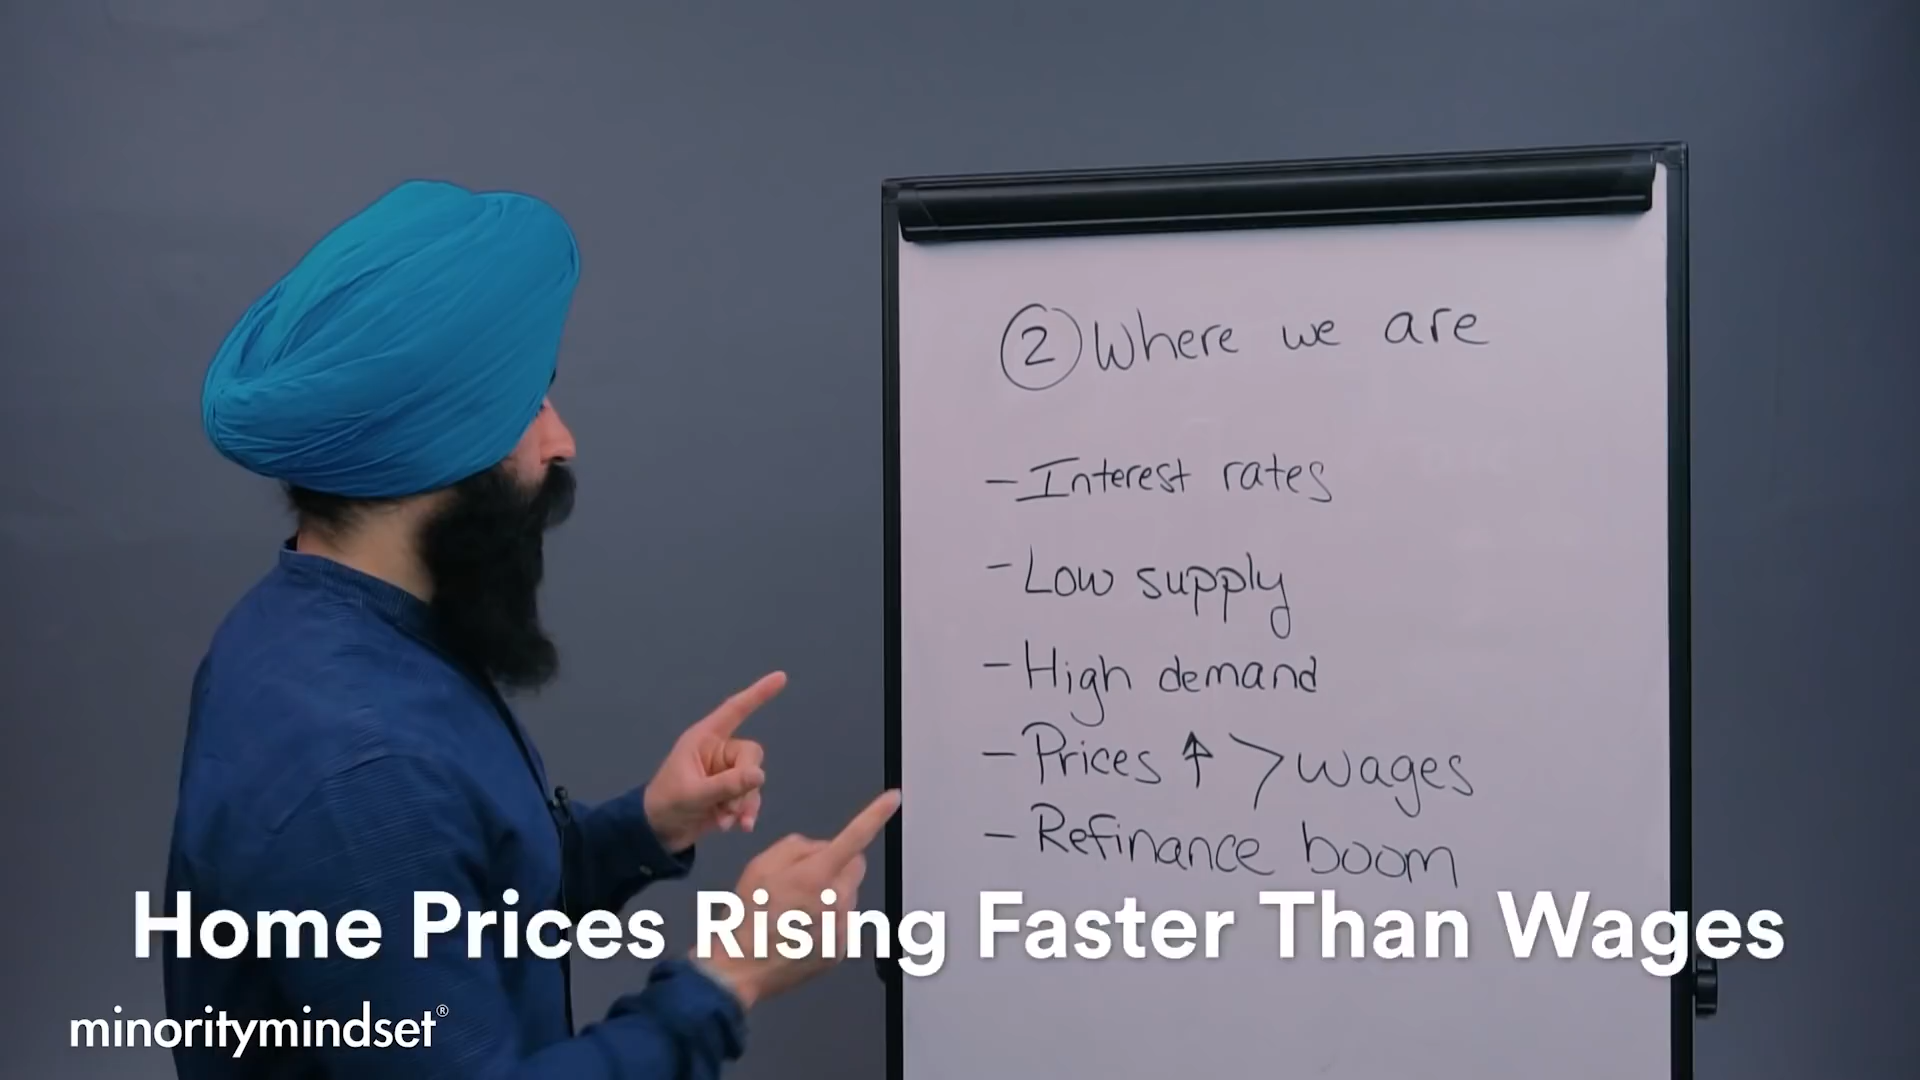 ② Where we are
- Interest rates
- Low supply
- High demand
- Prices ↑ > wages
- Refinance boom
Home Prices Rising Faster Than Wages
minoritymindset®